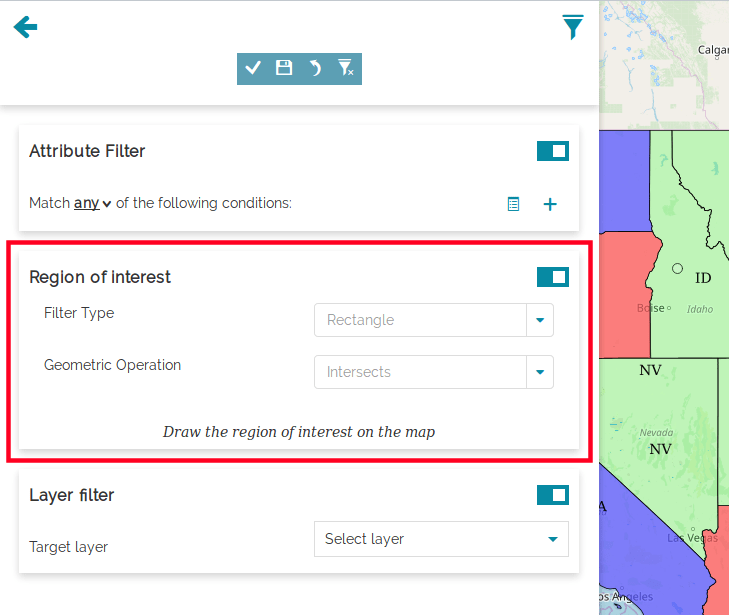 Calgar
Attribute Filter
Match any of the following conditions:
Region of interest
Filter Type
Rectangle
Geometric Operation
Intersects
Draw the region of interest on the map
Layer filter
Target layer
Select layer
ID
Boise
Idaho
NV
Nevada
NV
A
Las Vegas
os Angeles